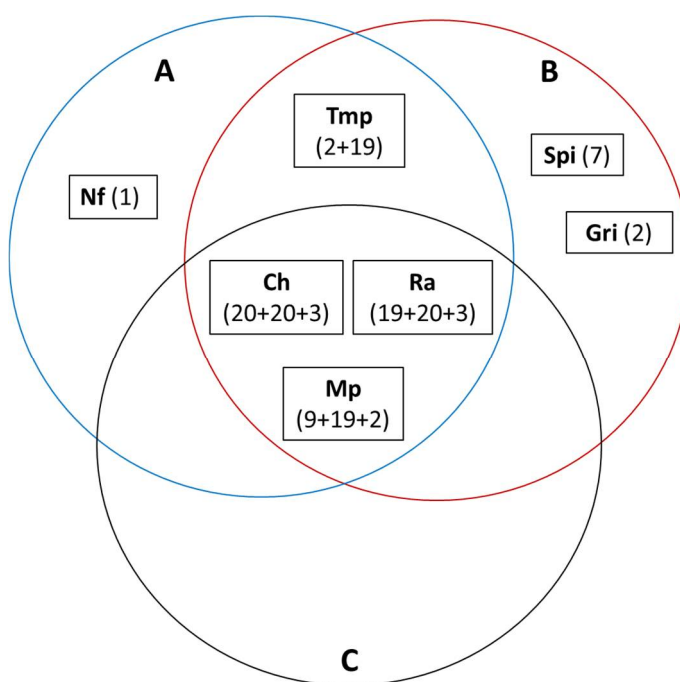 A
B
Tmp
(2+19)
Spi (7)
Nf (1)
Gri (2)
Ch
(20+20+3)
Ra
(19+20+3)
Mp
(9+19+2)
C